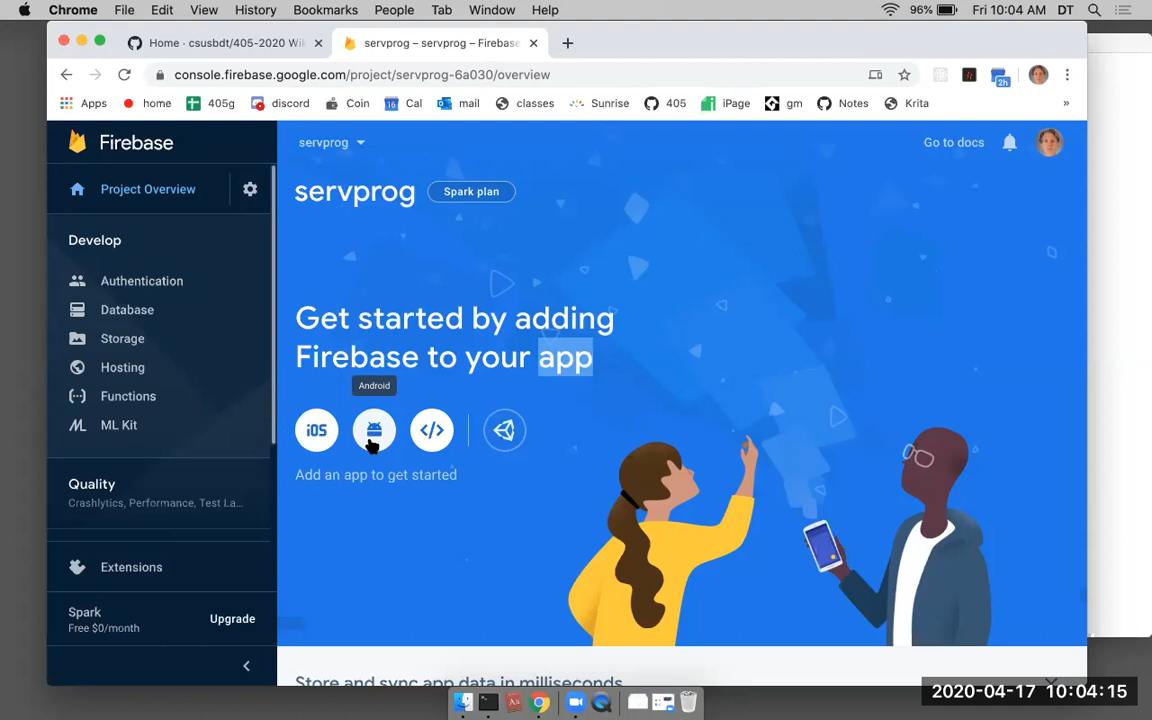 Chrome File Edit View History Bookmarks People Tab Window Help 96% Fri 10:04 AM DT
Home · csusbdt/405-2020 Wik
servprog – servprog – Firebase
console.firebase.google.com/project/servprog-6a030/overview
2h
Apps home 405g discord Coin 16 Cal mail classes Sunrise 405 iPage gm Notes Krita »
Firebase
servprog
Go to docs
Project Overview
servprog
Spark plan
Develop
Authentication
Database
Storage
Hosting
Functions
ML Kit
Get started by adding
Firebase to your app
Android
iOS
Add an app to get started
Quality
Crashlytics, Performance, Test La...
Extensions
Spark
Free $0/month
Upgrade
Store and sync app data in milliseconds
2020-04-17 10:04:15